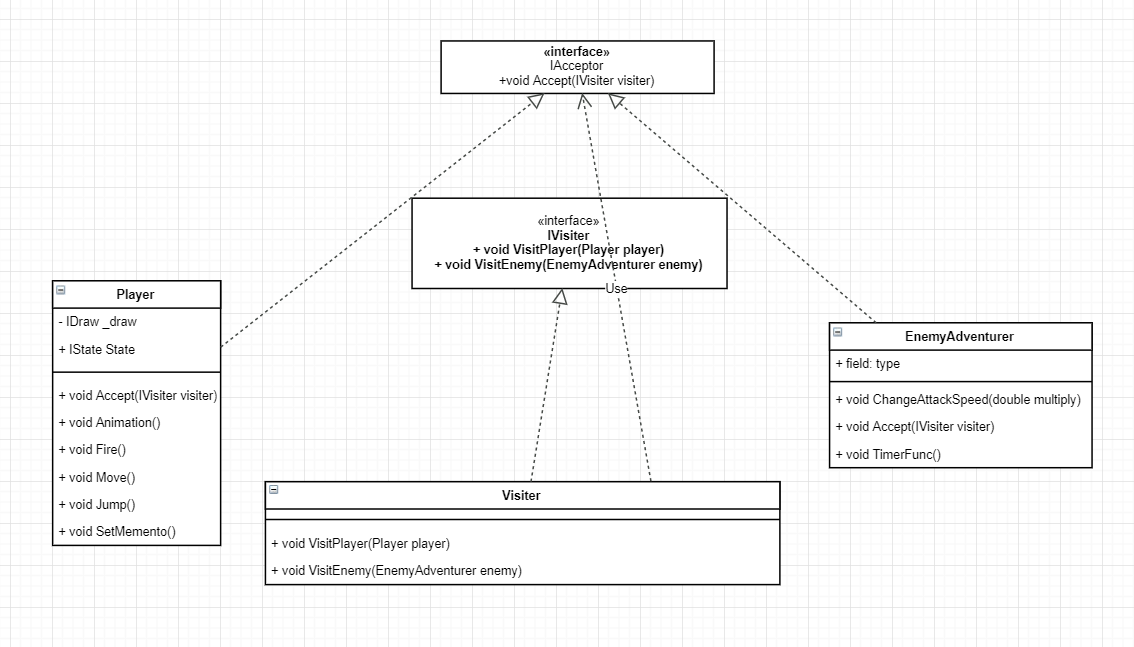 «interface»
IAcceptor
+void Accept(IVisiter visiter)
«interface»
IVisiter
+ void VisitPlayer(Player player)
+ void VisitEnemy(EnemyAdventurer enemy)
Use
Player
- IDraw _draw
+ IState State
+ void Accept(IVisiter visiter)
+ void Animation()
+ void Fire()
+ void Move()
+ void Jump()
+ void SetMemento()
EnemyAdventurer
+ field: type
+ void ChangeAttackSpeed(double multiply)
+ void Accept(IVisiter visiter)
+ void TimerFunc()
Visiter
+ void VisitPlayer(Player player)
+ void VisitEnemy(EnemyAdventurer enemy)